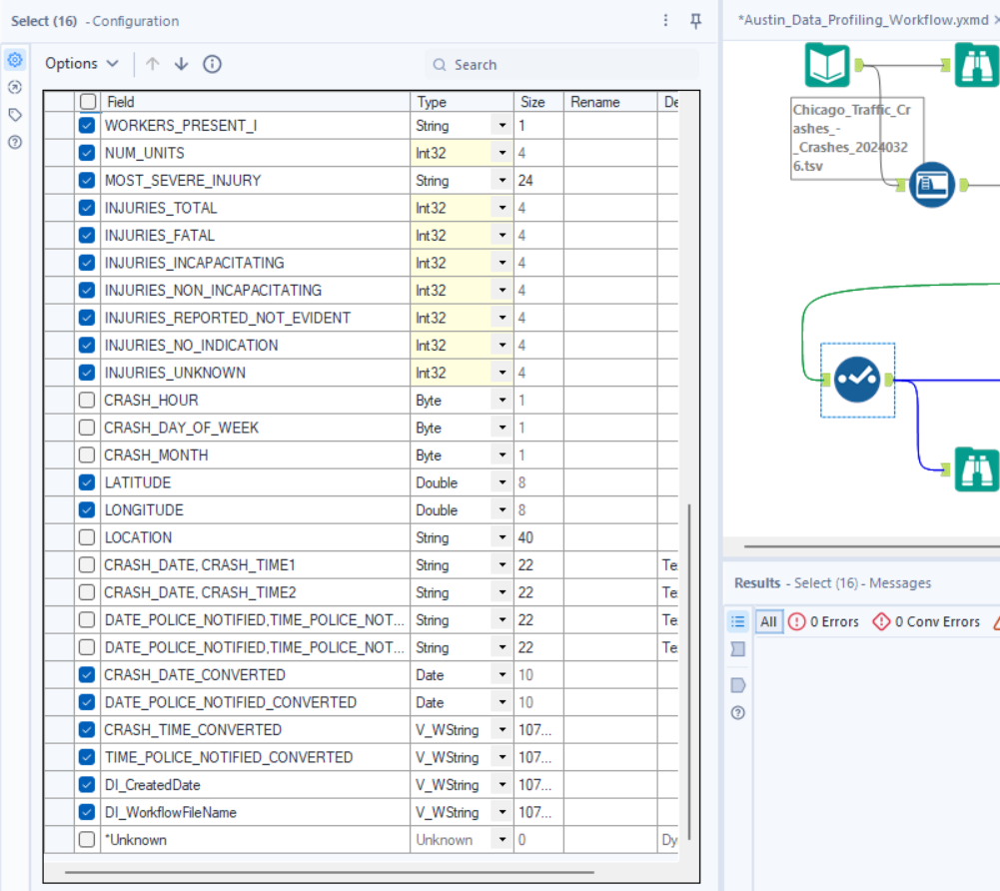 Select (16) - Configuration
Options
Search
Field Type Size Rename De
WORKERS_PRESENT_I String 1
NUM_UNITS Int32 4
MOST_SEVERE_INJURY String 24
INJURIES_TOTAL Int32 4
INJURIES_FATAL Int32 4
INJURIES_INCAPACITATING Int32 4
INJURIES_NON_INCAPACITATING Int32 4
INJURIES_REPORTED_NOT_EVIDENT Int32 4
INJURIES_NO_INDICATION Int32 4
INJURIES_UNKNOWN Int32 4
CRASH_HOUR Byte 1
CRASH_DAY_OF_WEEK Byte 1
CRASH_MONTH Byte 1
LATITUDE Double 8
LONGITUDE Double 8
LOCATION String 40
CRASH_DATE, CRASH_TIME1 String 22 Te
CRASH_DATE, CRASH_TIME2 String 22 Te
DATE_POLICE_NOTIFIED,TIME_POLICE_NOT... String 22 Te
DATE_POLICE_NOTIFIED,TIME_POLICE_NOT... String 22 Te
CRASH_DATE_CONVERTED Date 10
DATE_POLICE_NOTIFIED_CONVERTED Date 10
CRASH_TIME_CONVERTED V_WString 107...
TIME_POLICE_NOTIFIED_CONVERTED V_WString 107...
DI_CreatedDate V_WString 107...
DI_WorkflowFileName V_WString 107...
*Unknown Unknown 0 Dy
*Austin_Data_Profiling_Workflow.yxmd
Chicago_Traffic_Cr
ashes_-
_Crashes_2024032
6.tsv
Results - Select (16) - Messages
All 0 Errors 0 Conv Errors